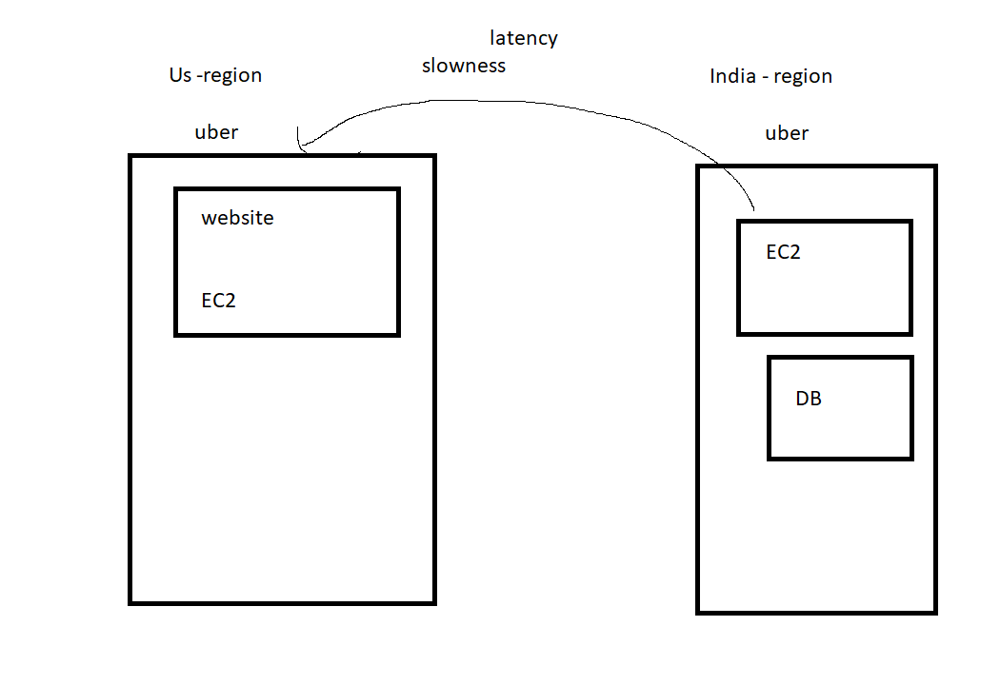 latency
slowness
Us -region
India - region
uber
uber
website
EC2
EC2
DB